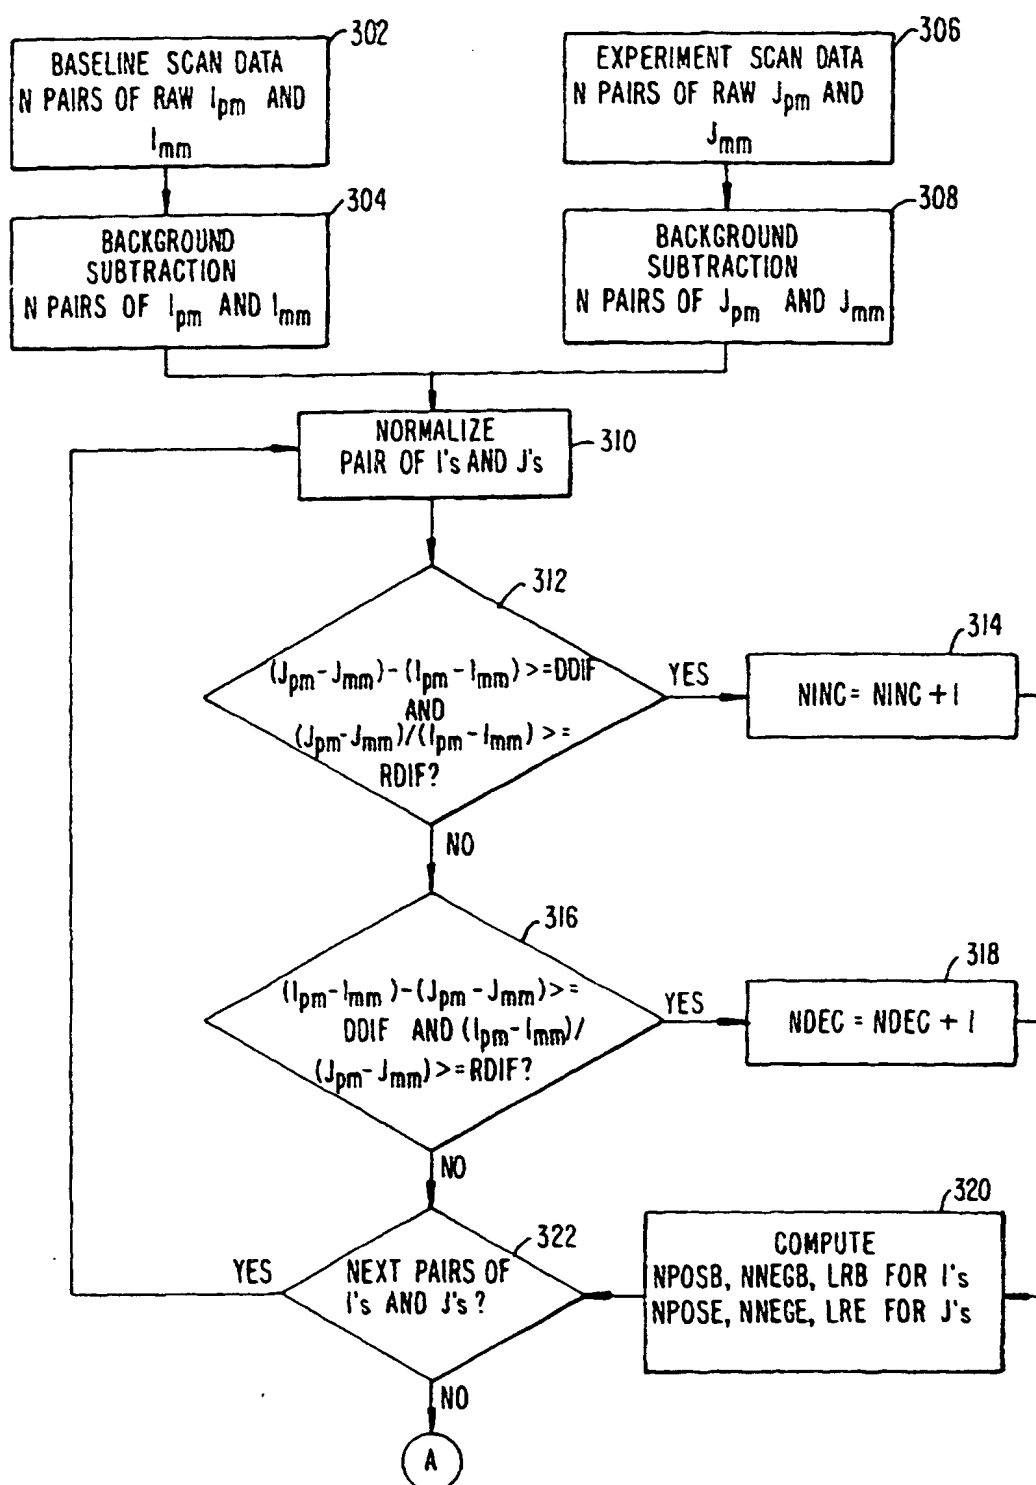 302
BASELINE SCAN DATA
N PAIRS OF RAW Ipm AND
Imm
306
EXPERIMENT SCAN DATA
N PAIRS OF RAW Jpm AND
Jmm
304
BACKGROUND
SUBTRACTION
N PAIRS OF Ipm AND Imm
308
BACKGROUND
SUBTRACTION
N PAIRS OF Jpm AND Jmm
NORMALIZE
PAIR OF I's AND J's
310
312
(Jpm-Jmm)-(Ipm-Imm)>=DDIF
AND
(Jpm-Jmm)/(Ipm-Imm)>=
RDIF?
YES
314
NINC= NINC+1
NO
316
(Ipm-Imm)-(Jpm-Jmm)>=
DDIF AND (Ipm-Imm)/
(Jpm-Jmm)>=RDIF?
YES
318
NDEC = NDEC + 1
NO
322
NEXT PAIRS OF
I's AND J's?
YES
320
COMPUTE
NPOSB, NNEGB, LRB FOR I's
NPOSE, NNEGE, LRE FOR J's
NO
A